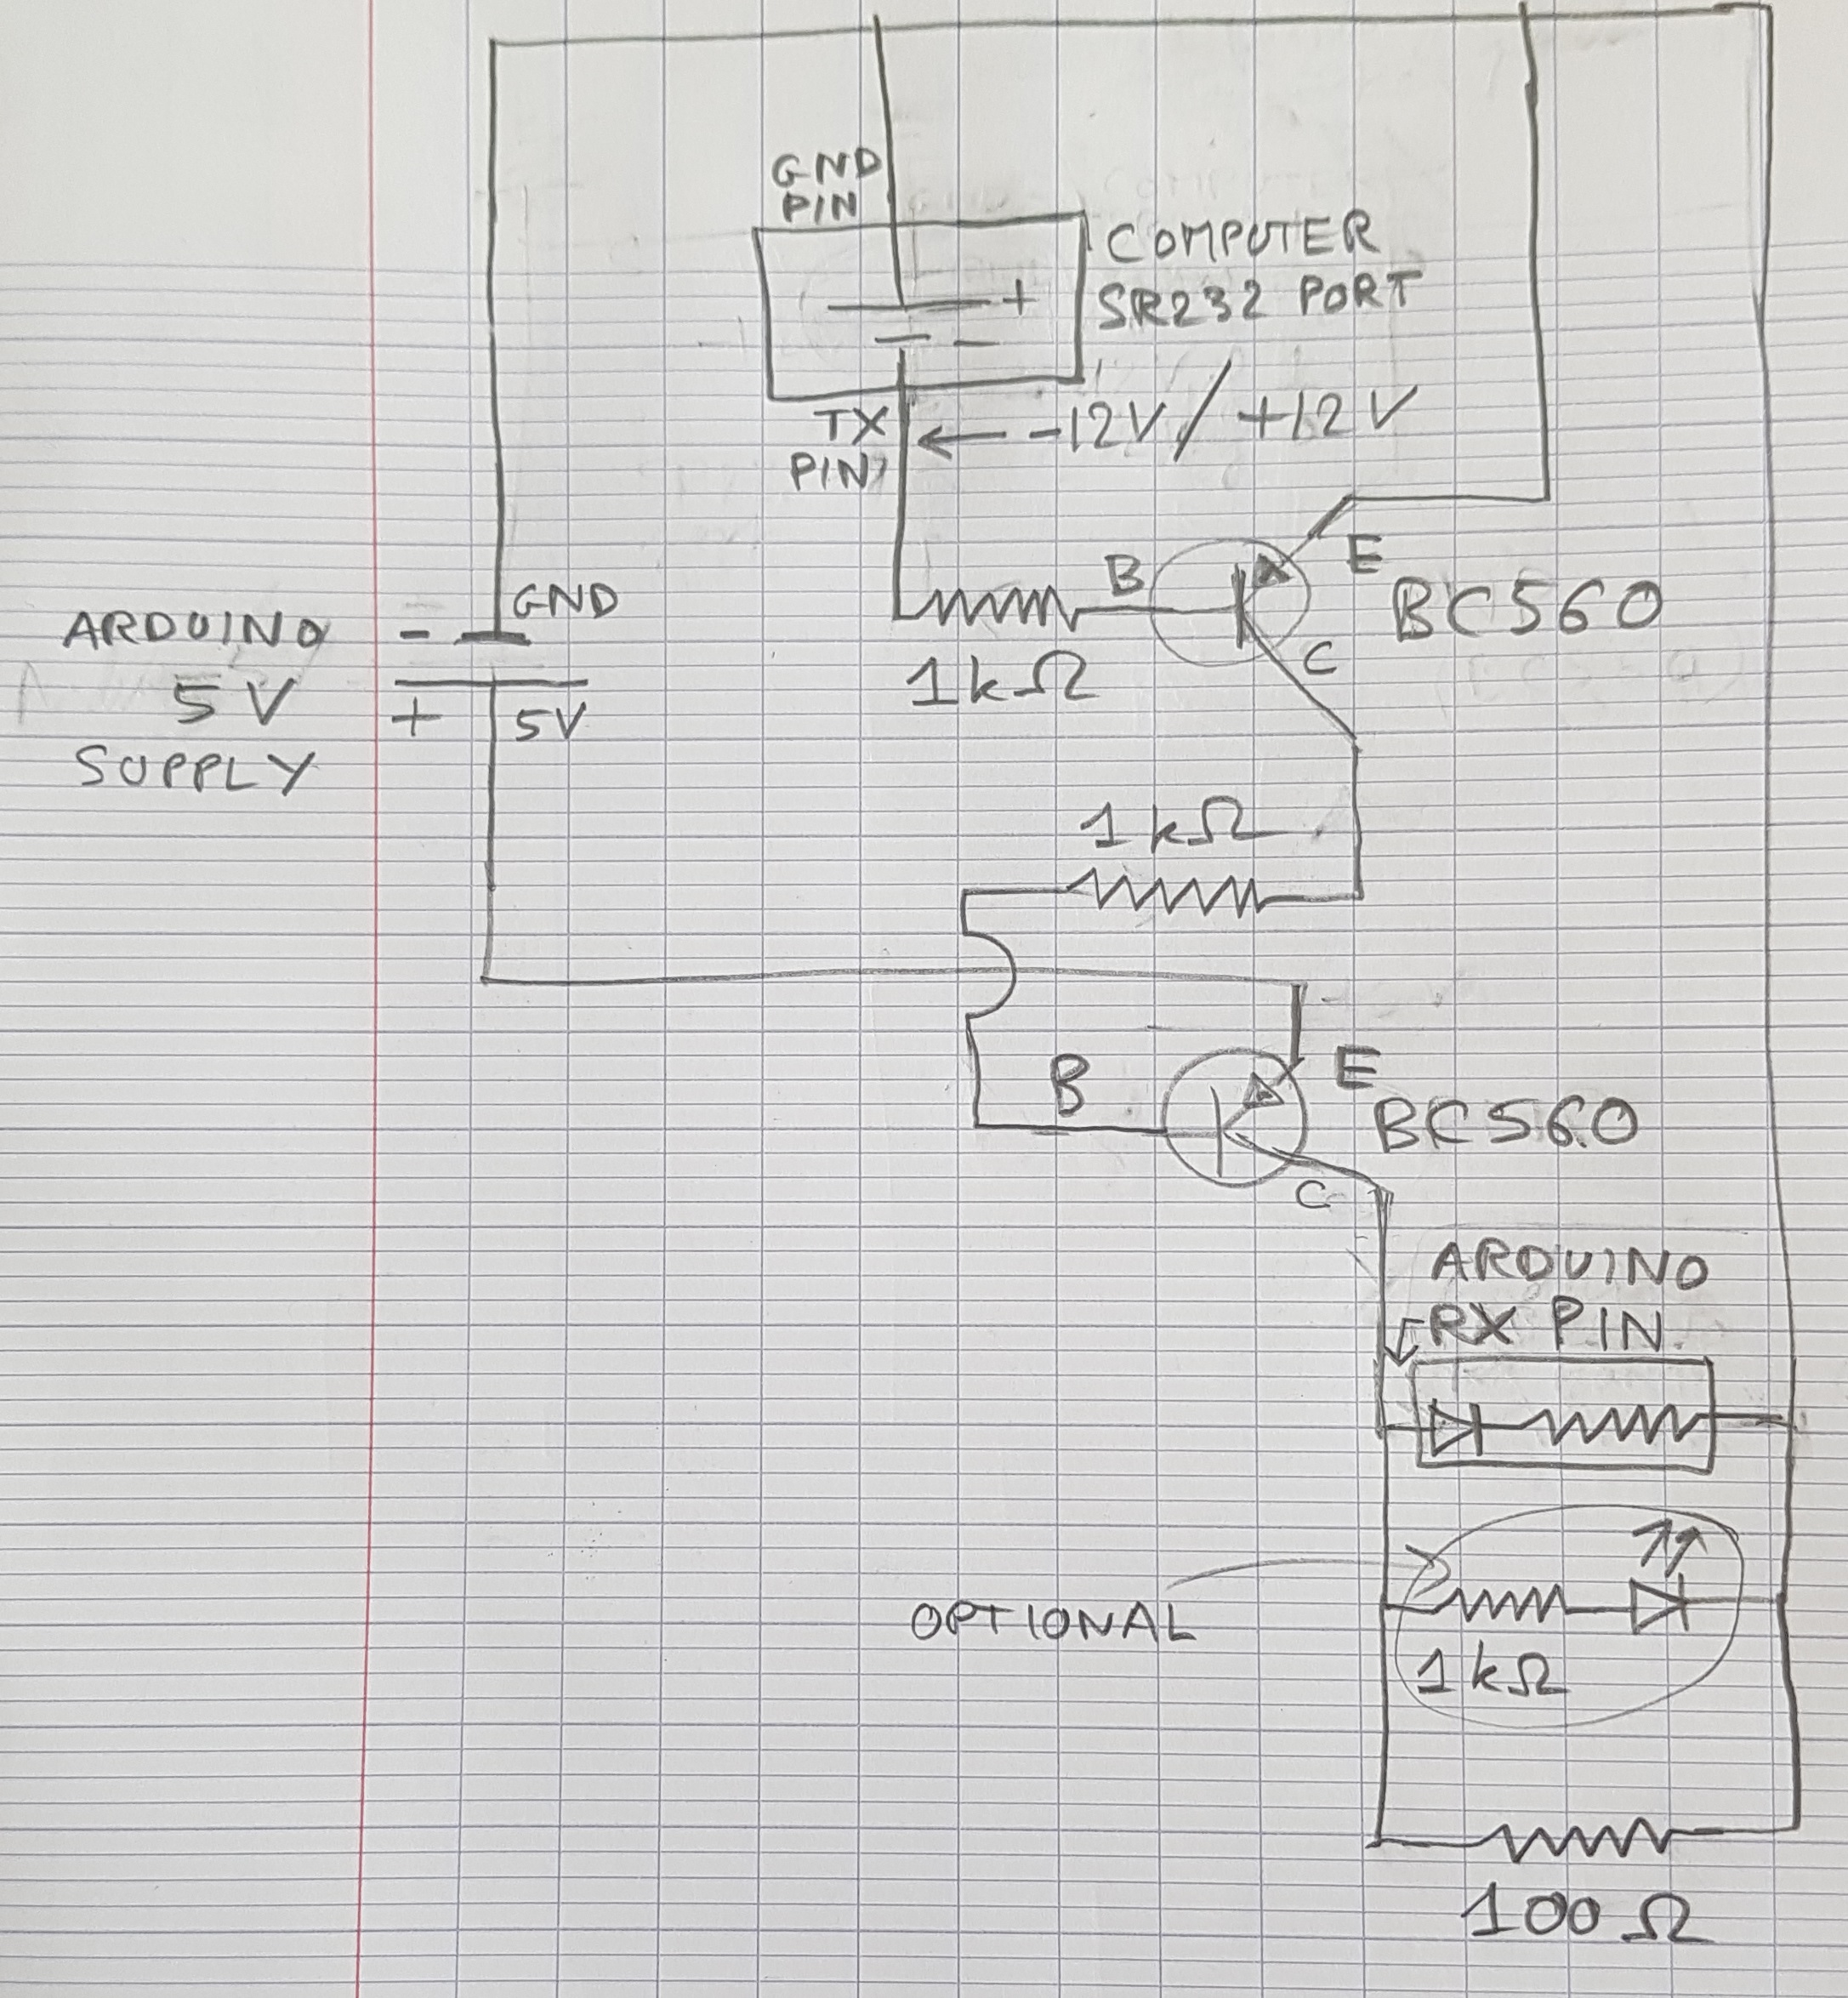 GND
PIN
COMPUTER
SR232 PORT
+
-
TX
PIN
-12V / +12V
E
B
BC560
C
1kΩ
ARDUINO
5V
SUPPLY
-
GND
+
5V
1kΩ
B
E
BC560
C
ARDUINO
RX PIN
OPTIONAL
1kΩ
100Ω